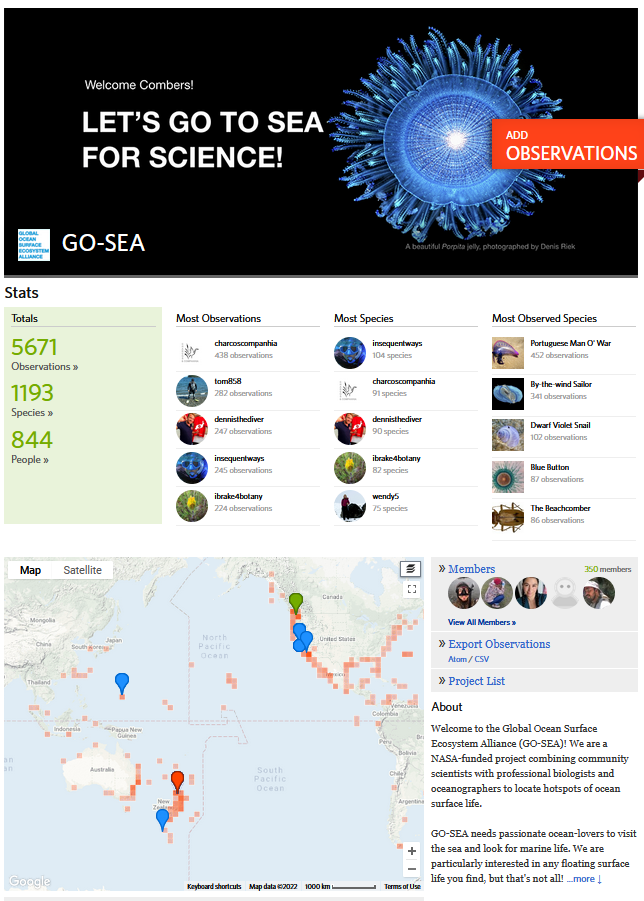 Welcome Combers!
LET'S GO TO SEA
FOR SCIENCE!
ADD
OBSERVATIONS
GLOBAL
OCEAN
SURFACE
ECOSYSTEM
ALLIANCE
GO-SEA
A beautiful Porpita jelly, photographed by Denis Riek
Stats
Totals
5671
Observations »
1193
Species »
844
People »
Most Observations
charcoscompanhia
438 observations
tom858
282 observations
dennisthediver
247 observations
insequentways
245 observations
ibrake4botany
224 observations
Most Species
insequentways
104 species
charcoscompanhia
91 species
dennisthediver
90 species
ibrake4botany
82 species
wendy5
75 species
Most Observed Species
Portuguese Man O' War
452 observations
By-the-wind Sailor
341 observations
Dwarf Violet Snail
102 observations
Blue Button
87 observations
The Beachcomber
86 observations
Map Satellite
Canada
Mongolia
North
Pacific
Ocean
United States
China
Japan
Mexico
Thailand
Venezuela
Colombia
Indonesia
Papua New
Guinea
Peru
Brazil
Bolivia
Australia
South
Pacific
Ocean
Chile
New
Zealand
Argentina
Google
Keyboard shortcuts Map data ©2022 1000 km Terms of Use
» Members 350 members
View All Members »
» Export Observations
Atom / CSV
» Project List
About
Welcome to the Global Ocean Surface
Ecosystem Alliance (GO-SEA)! We are a
NASA-funded project combining community
scientists with professional biologists and
oceanographers to locate hotspots of ocean
surface life.
GO-SEA needs passionate ocean-lovers to visit
the sea and look for marine life. We are
particularly interested in any floating surface
life you find, but that's not all! ...more ↓